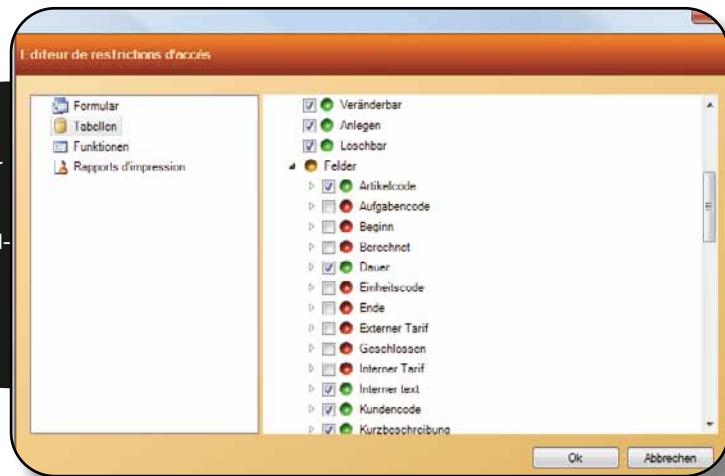 Editeur de restrictions d'accès
Formular
Tabellen
Funktionen
Rapports d'impression
Veränderbar
Anlegen
Loschbar
Felder
Artikelcode
Aufgabencode
Beginn
Berechnet
Dauer
Einheitscode
Ende
Externer Tarif
Geschlossen
Interner Tarif
Interner text
Kundencode
Kurzbeschreibung
Ok
Abbrechen